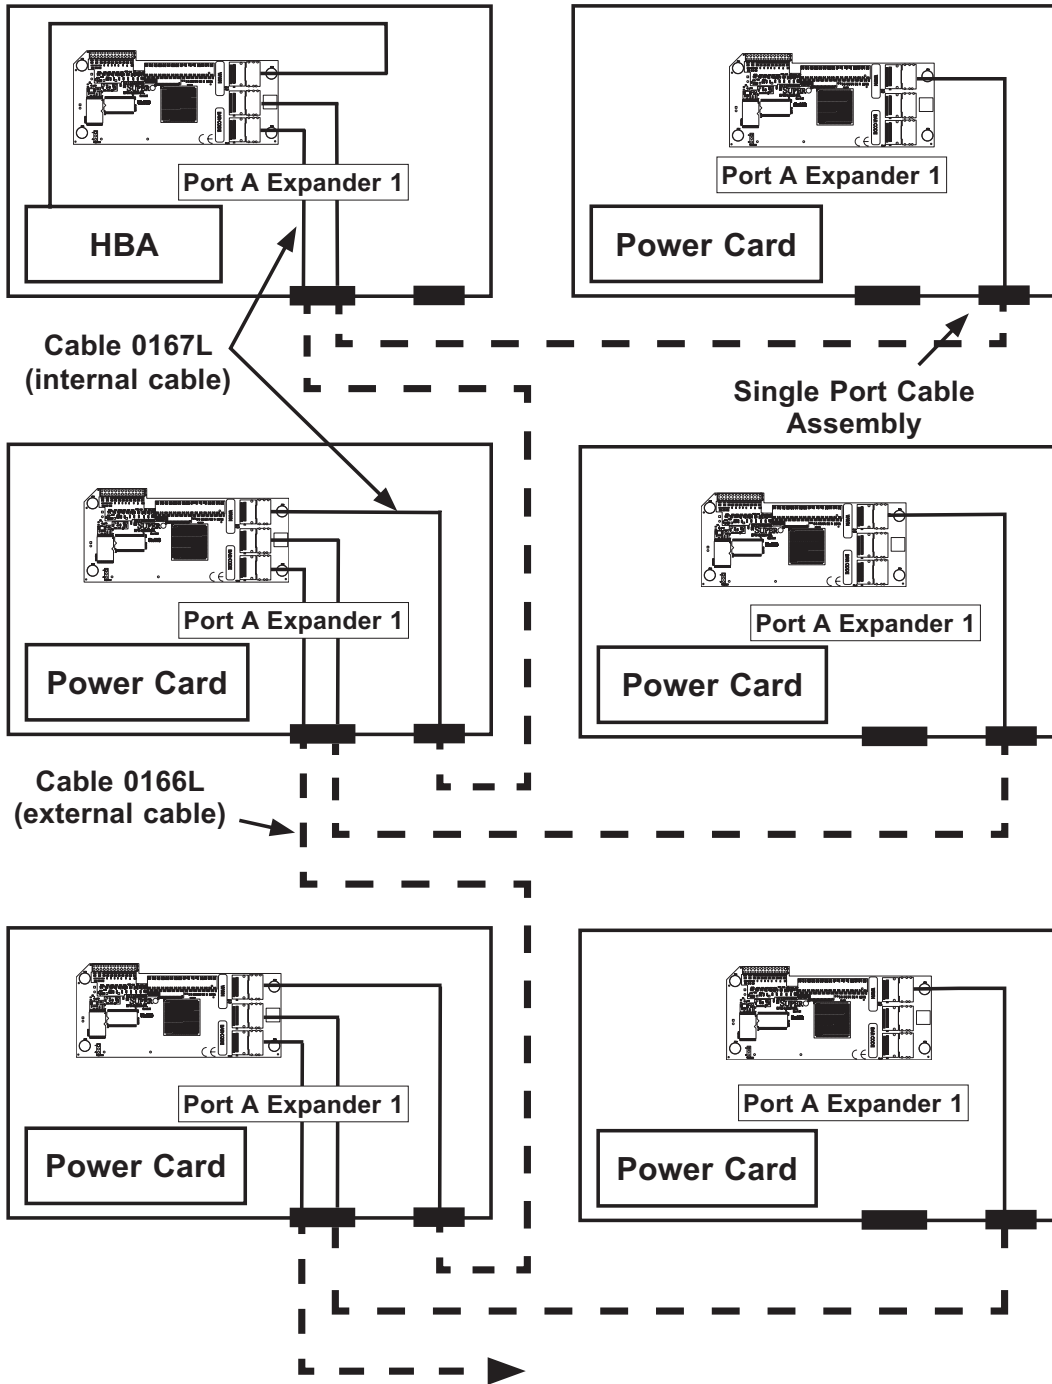 Port A Expander 1
HBA
Port A Expander 1
Power Card
Cable 0167L
(internal cable)
Single Port Cable
Assembly
Port A Expander 1
Power Card
Port A Expander 1
Power Card
Cable 0166L
(external cable)
Port A Expander 1
Power Card
Port A Expander 1
Power Card